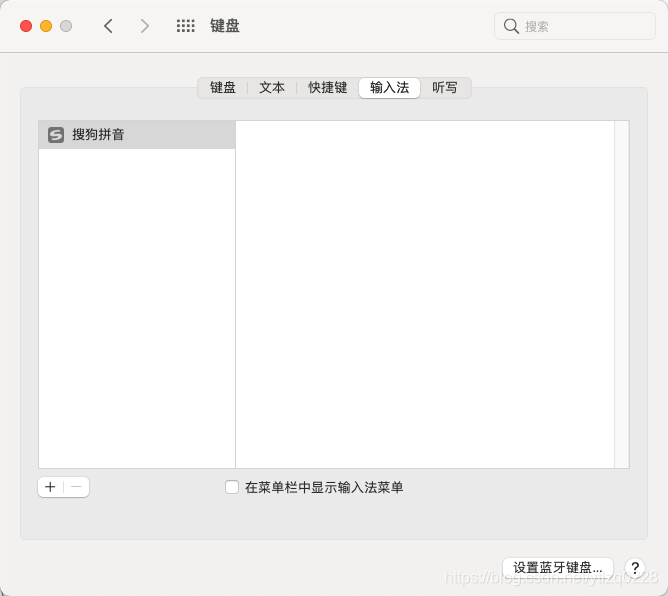 键盘
搜索
键盘 文本 快捷键 输入法 听写
搜狗拼音
在菜单栏中显示输入法菜单
设置蓝牙键盘... ?
https://blog.csdn.net/ytlzq0228